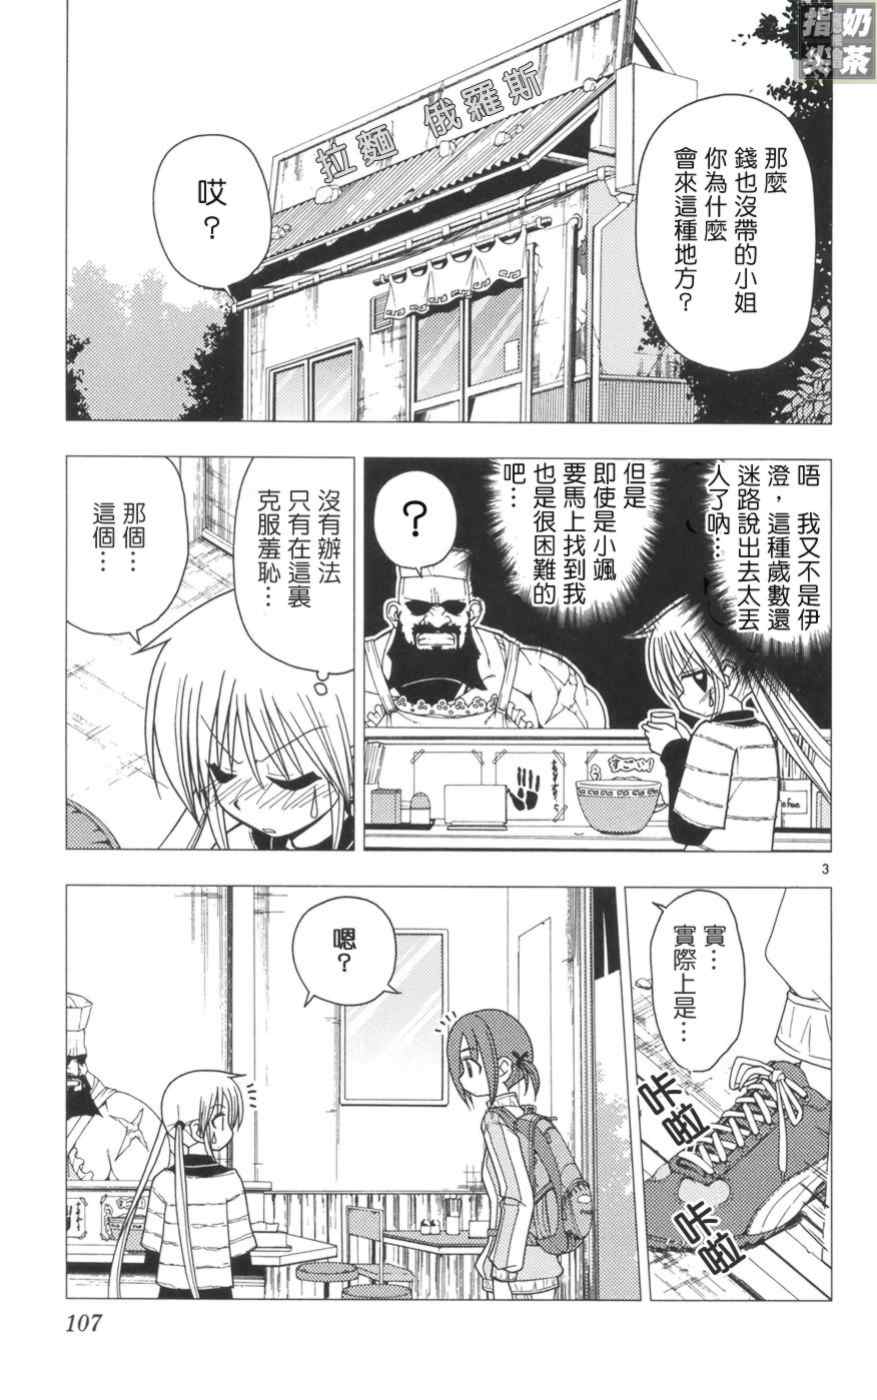 指奶
尖茶
拉麵 俄羅斯
那麼
錢也沒帶的小姐
你為什麼
會來這種地方？
哎？
唔 我又不是伊
澄，這種歲數還
迷路說出去太丟
人了吶…
但是
即使是小颯
要馬上找到我
也是很困難的
吧…
？
沒有辦法
只有在這裏
克服羞恥…
那個…
這個…
3
實…
實際上是…
咔
啦
咔
啦
嗯？
107